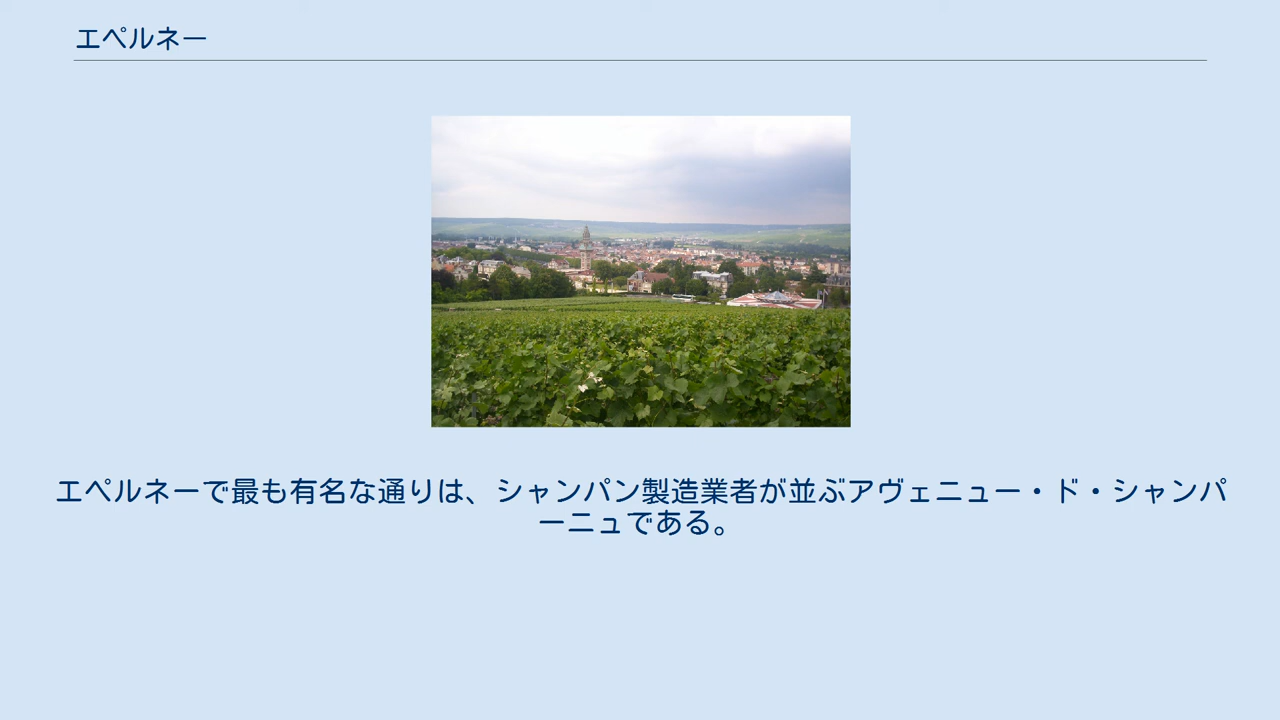 エペルネー
エペルネーで最も有名な通りは、シャンパン製造業者が並ぶアヴェニュー・ド・シャンパ
ーニュである。